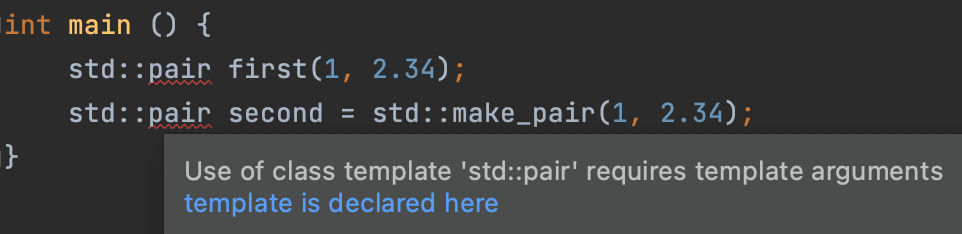 int main () {
std::pair first(1, 2.34);
std::pair second = std::make_pair(1, 2.34);
}
Use of class template 'std::pair' requires template arguments
template is declared here